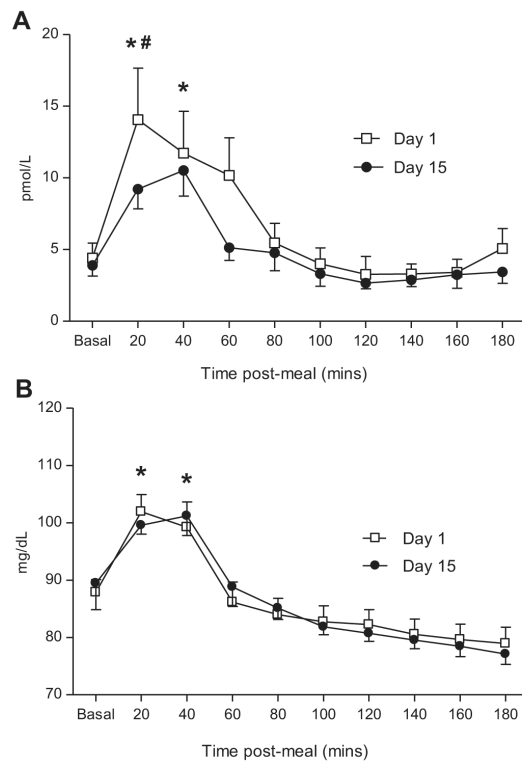 A
20
* #
*
15
Day 1
Day 15
pmol/L
10
5
0
Basal 20 40 60 80 100 120 140 160 180
Time post-meal (mins)
B
120
110
* *
100
Day 1
Day 15
mg/dL
90
80
70
Basal 20 40 60 80 100 120 140 160 180
Time post-meal (mins)